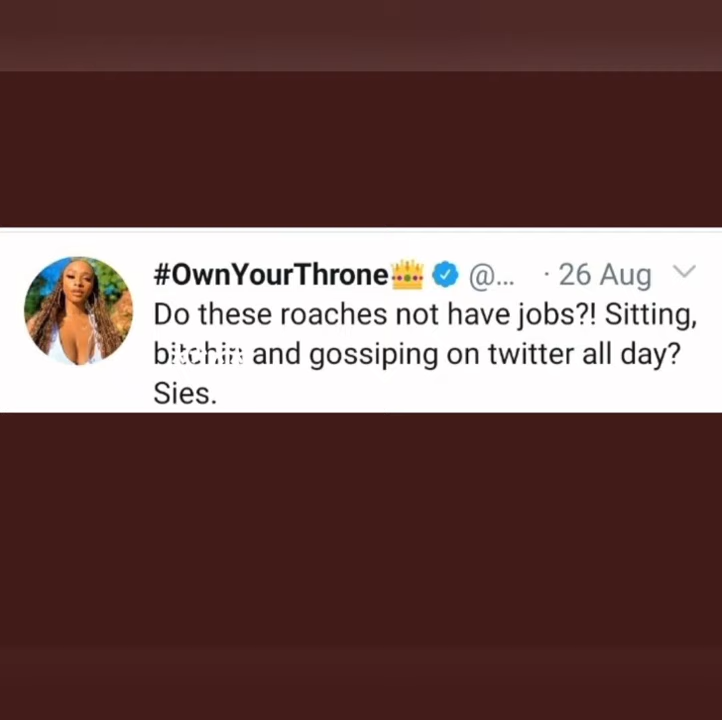 #OwnYourThrone👑 @... · 26 Aug
Do these roaches not have jobs?! Sitting,
and gossiping on twitter all day?
Sies.